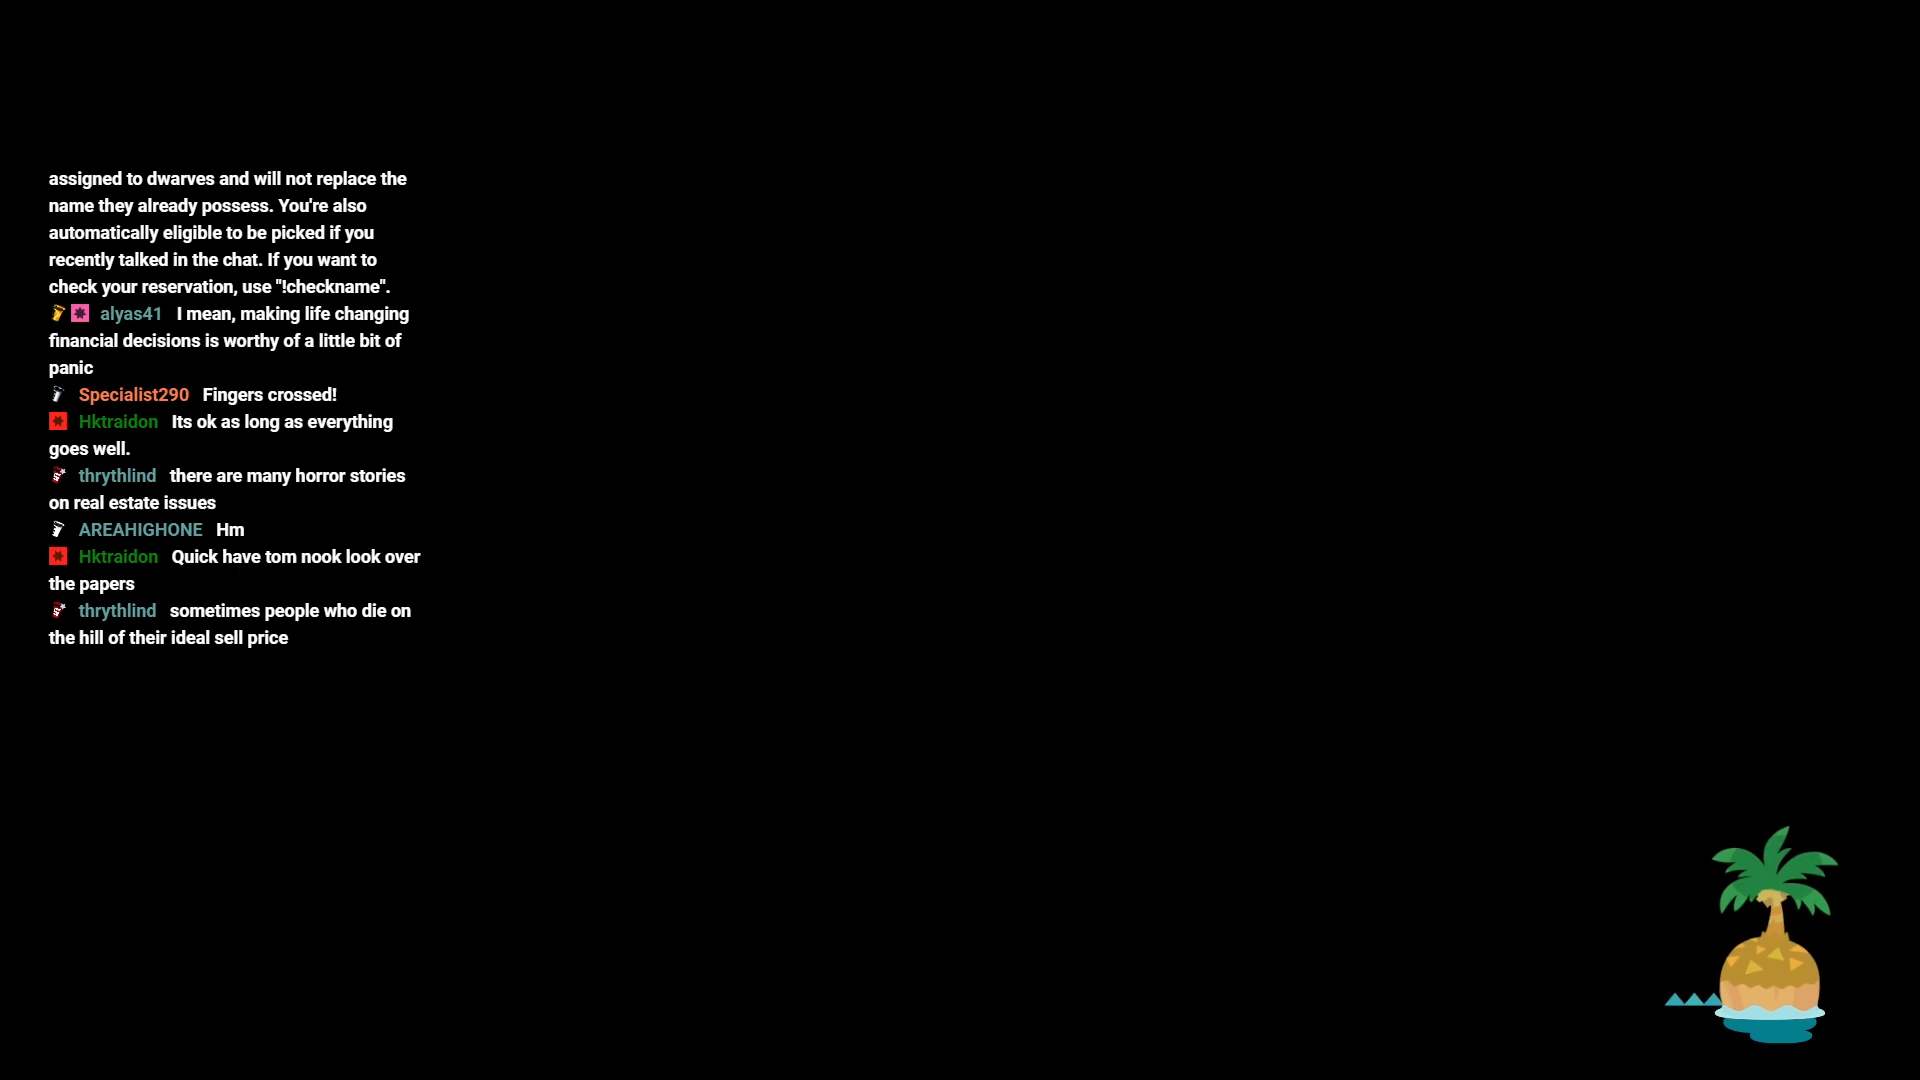 assigned to dwarves and will not replace the
name they already possess. You're also
automatically eligible to be picked if you
recently talked in the chat. If you want to
check your reservation, use "!checkname".
alyas41 I mean, making life changing
financial decisions is worthy of a little bit of
panic
Specialist290 Fingers crossed!
Hktraidon Its ok as long as everything
goes well.
thrythlind there are many horror stories
on real estate issues
AREAHIGHONE Hm
Hktraidon Quick have tom nook look over
the papers
thrythlind sometimes people who die on
the hill of their ideal sell price